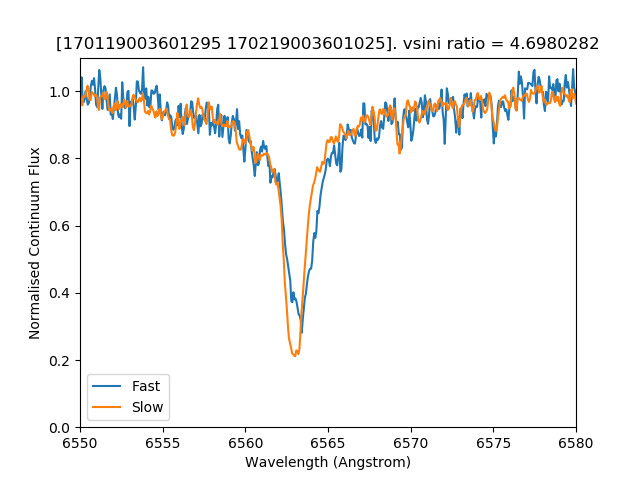 [170119003601295 170219003601025]. vsini ratio = 4.6980282
Normalised Continuum Flux
1.0
0.8
0.6
0.4
0.2
0.0
Fast
Slow
6550 6555 6560 6565 6570 6575 6580
Wavelength (Angstrom)